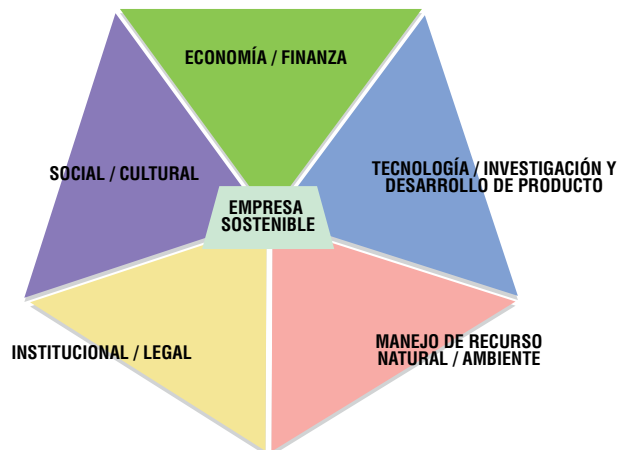 ECONOMÍA / FINANZA
SOCIAL / CULTURAL
TECNOLOGÍA / INVESTIGACIÓN Y
DESARROLLO DE PRODUCTO
EMPRESA
SOSTENIBLE
INSTITUCIONAL / LEGAL
MANEJO DE RECURSO
NATURAL / AMBIENTE